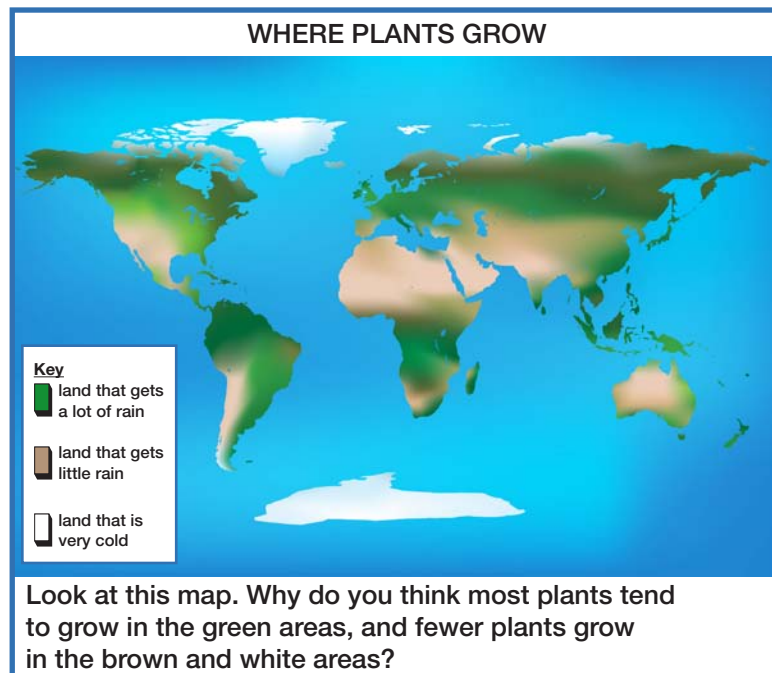 WHERE PLANTS GROW
Key
land that gets
a lot of rain
land that gets
little rain
land that is
very cold
Look at this map. Why do you think most plants tend
to grow in the green areas, and fewer plants grow
in the brown and white areas?